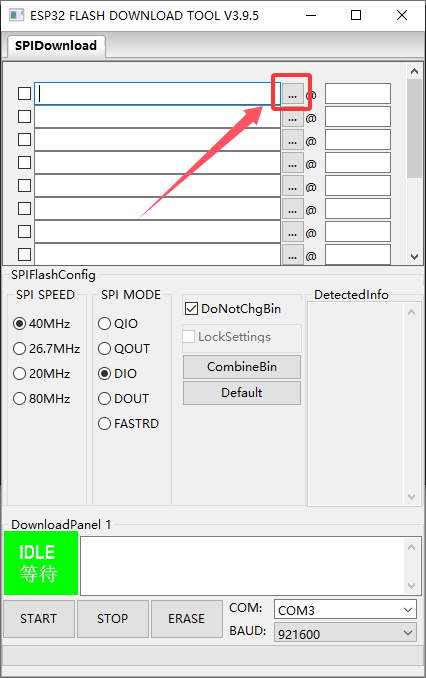 ESP32 FLASH DOWNLOAD TOOL V3.9.5
SPIDownload
... @
... @
... @
... @
... @
... @
... @
... @
SPIFlashConfig
SPI SPEED
40MHz
26.7MHz
20MHz
80MHz
SPI MODE
QIO
QOUT
DIO
DOUT
FASTRD
DoNotChgBin
LockSettings
CombineBin
Default
DetectedInfo
DownloadPanel 1
IDLE
等待
START STOP ERASE
COM: COM3
BAUD: 921600